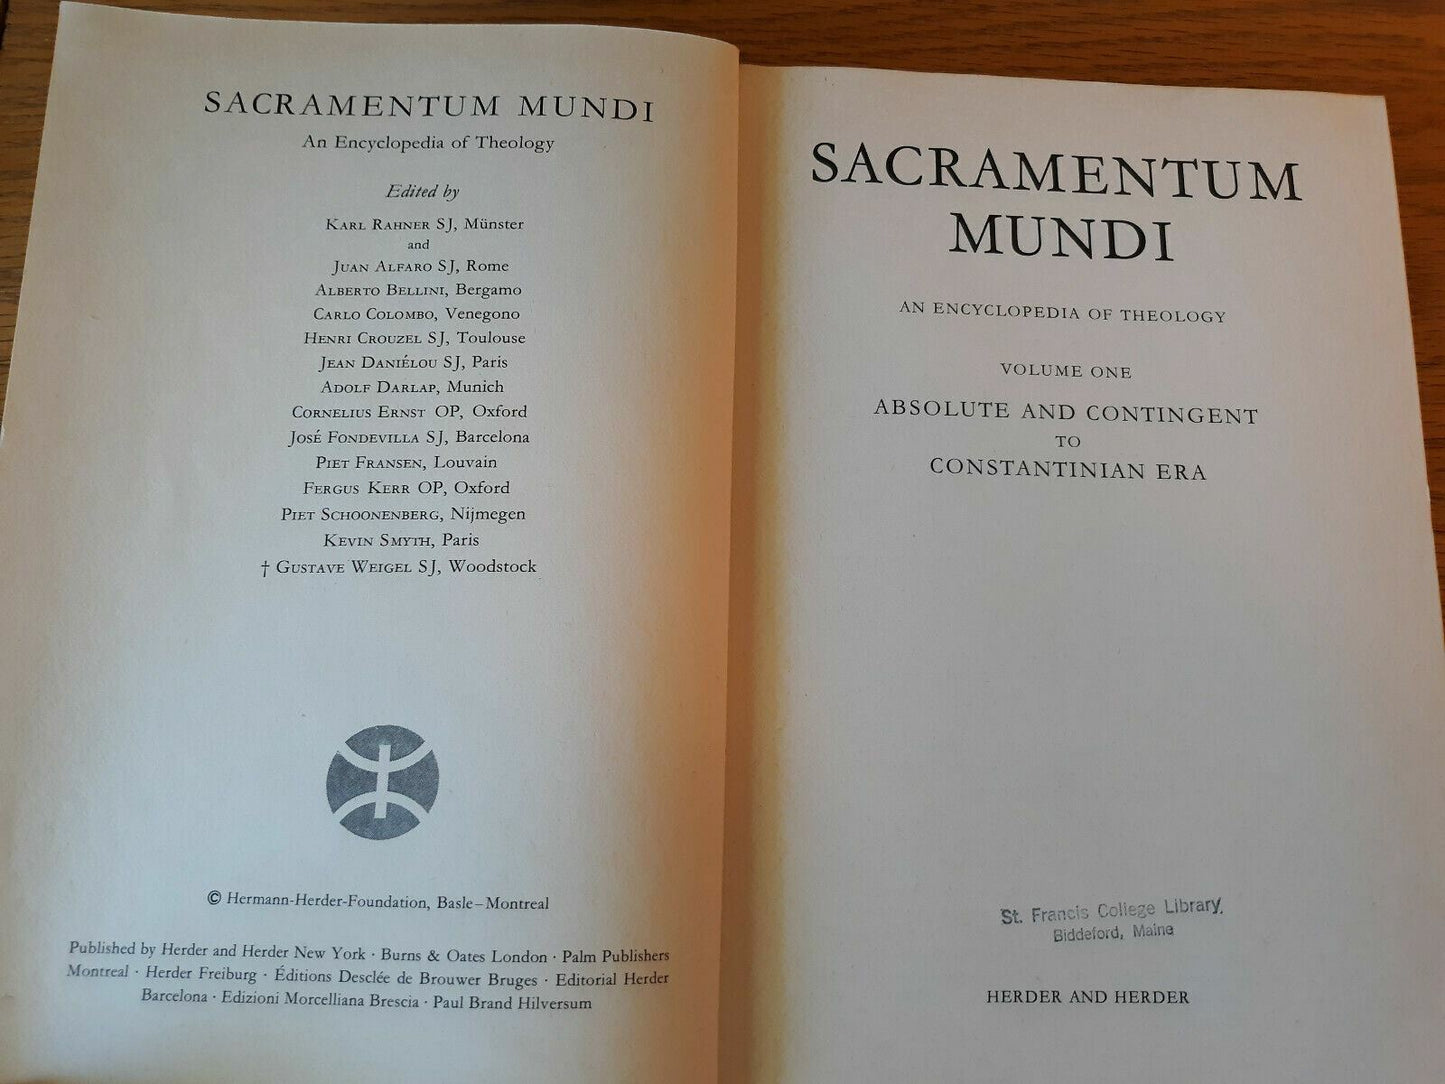 SACRAMENTUM MUNDI
An Encyclopedia of Theology
Edited by
KARL RAHNER SJ, Münster
and
JUAN ALFARO SJ, Rome
ALBERTO BELLINI, Bergamo
CARLO COLOMBO, Venegono
HENRI CROUZEL SJ, Toulouse
JEAN DANIÉLOU SJ, Paris
ADOLF DARLAP, Munich
CORNELIUS ERNST OP, Oxford
JOSÉ FONDEVILLA SJ, Barcelona
PIET FRANSEN, Louvain
FERGUS KERR OP, Oxford
PIET SCHOONENBERG, Nijmegen
KEVIN SMYTH, Paris
† GUSTAVE WEIGEL SJ, Woodstock
© Hermann-Herder-Foundation, Basle–Montreal
Published by Herder and Herder New York · Burns & Oates London · Palm Publishers
Montreal · Herder Freiburg · Éditions Desclée de Brouwer Bruges · Editorial Herder
Barcelona · Edizioni Morcelliana Brescia · Paul Brand Hilversum
SACRAMENTUM
MUNDI
AN ENCYCLOPEDIA OF THEOLOGY
VOLUME ONE
ABSOLUTE AND CONTINGENT
TO
CONSTANTINIAN ERA
St. Francis College Library,
Biddeford, Maine
HERDER AND HERDER